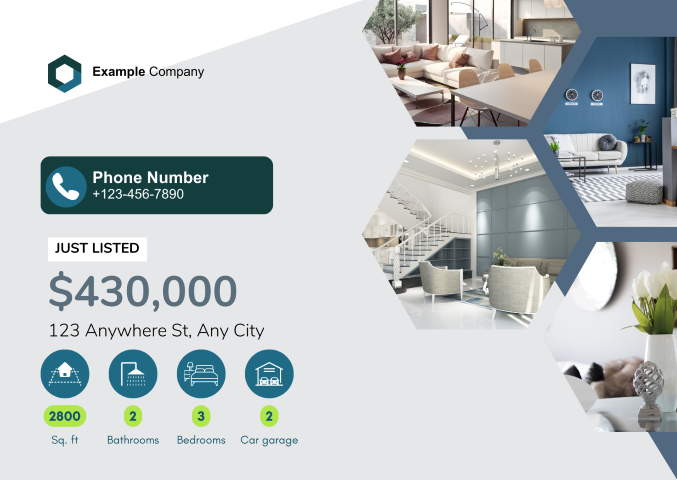 Example Company
Phone Number
+123-456-7890
JUST LISTED
$430,000
123 Anywhere St, Any City
2800
2
3
2
Sq. ft
Bathrooms
Bedrooms
Car garage